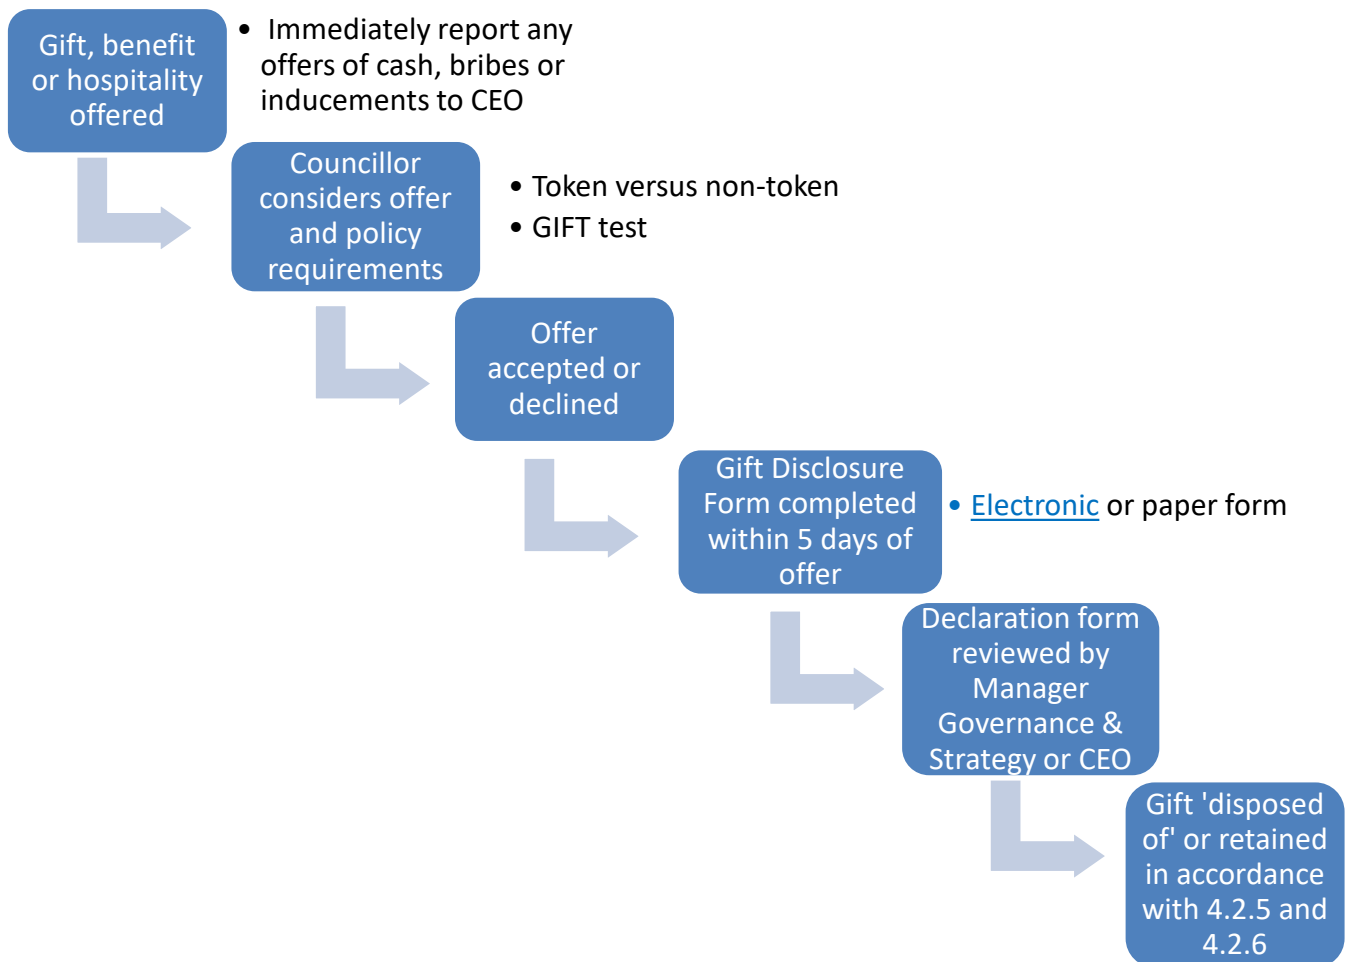 Gift, benefit
or hospitality
offered
• Immediately report any
offers of cash, bribes or
inducements to CEO
Councillor
considers offer
and policy
requirements
• Token versus non-token
• GIFT test
Offer
accepted or
declined
Gift Disclosure
Form completed
within 5 days of
offer
• Electronic or paper form
Declaration form
reviewed by
Manager
Governance &
Strategy or CEO
Gift 'disposed
of' or retained
in accordance
with 4.2.5 and
4.2.6